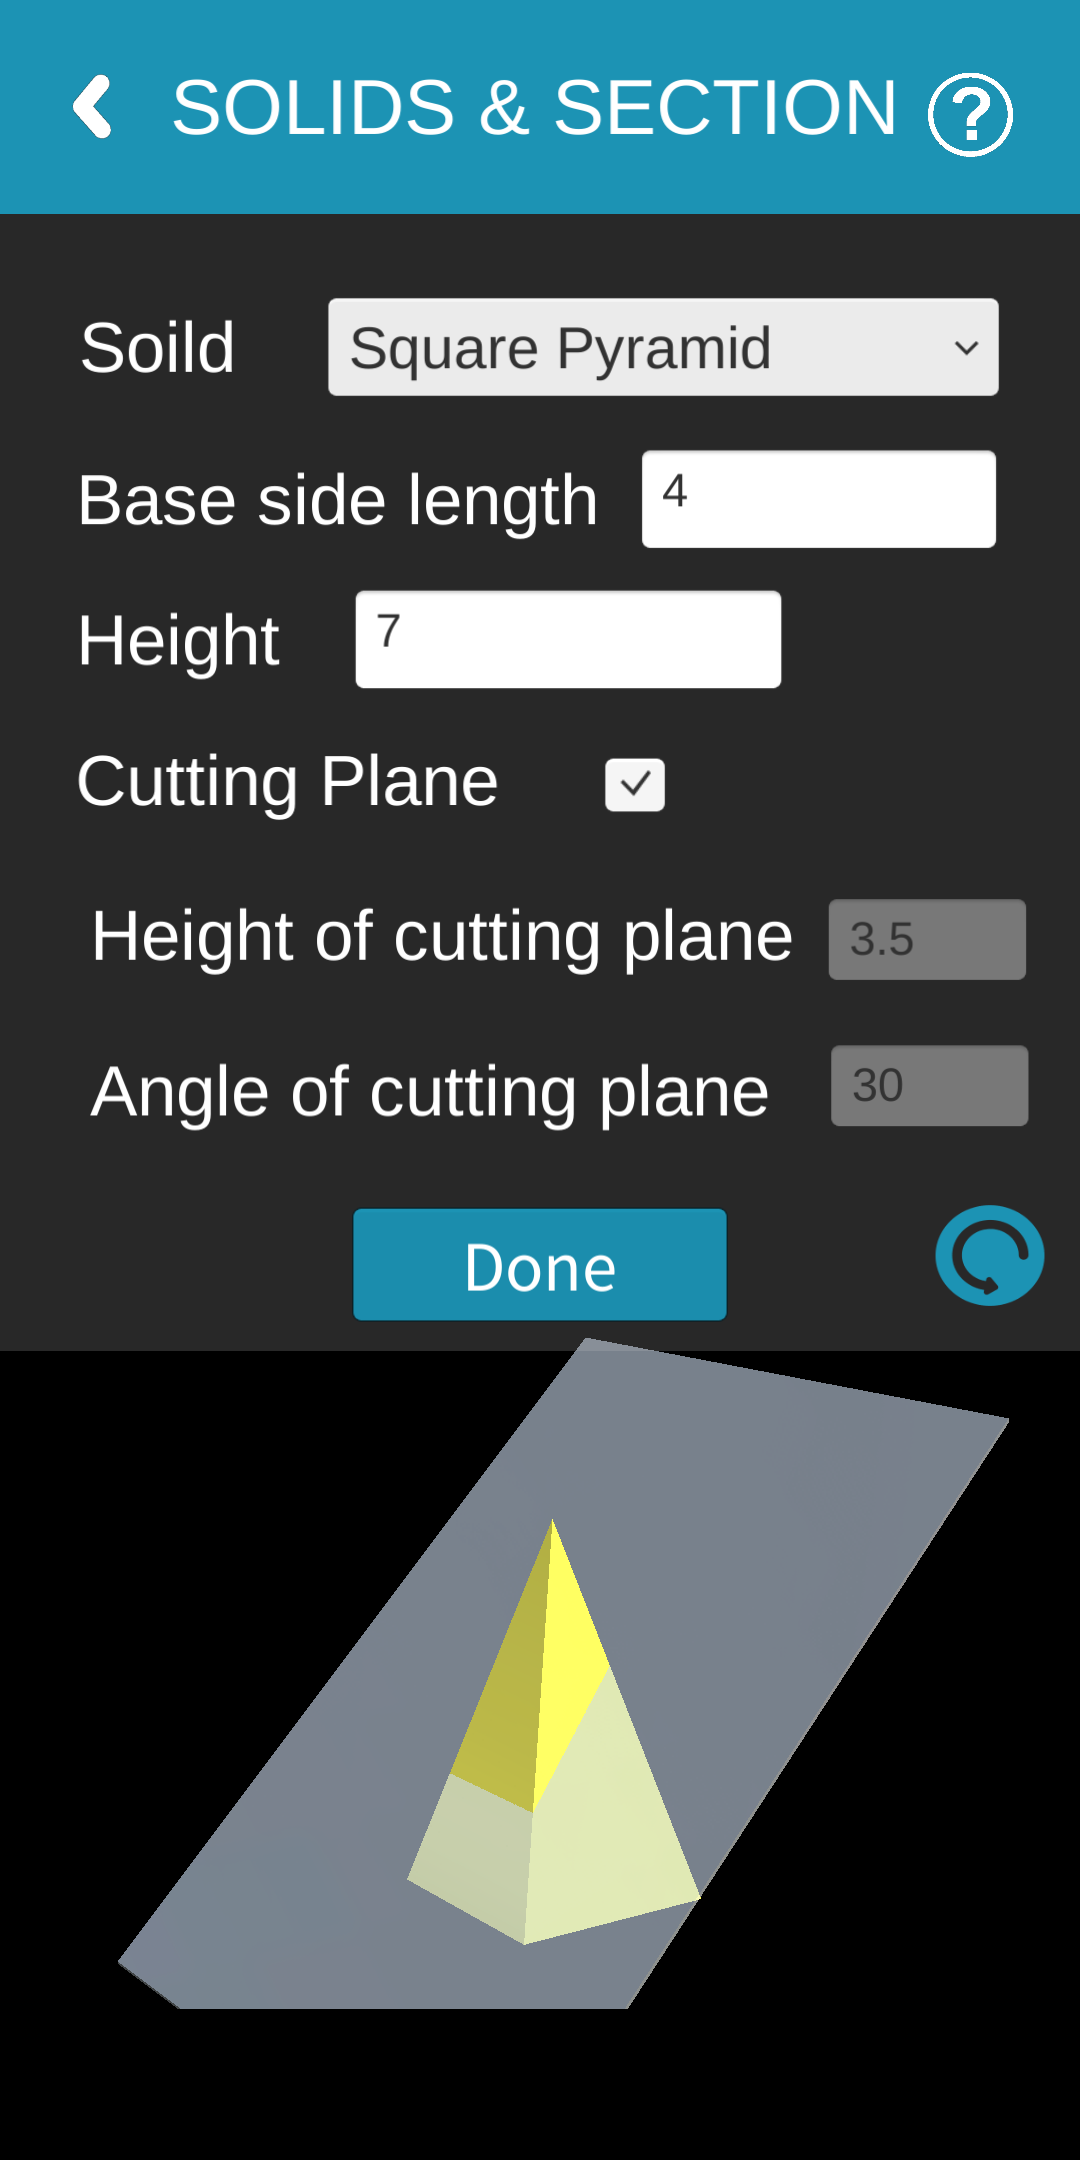 SOLIDS & SECTION ?
Soild Square Pyramid
Base side length 4
Height 7
Cutting Plane
Height of cutting plane 3.5
Angle of cutting plane 30
Done